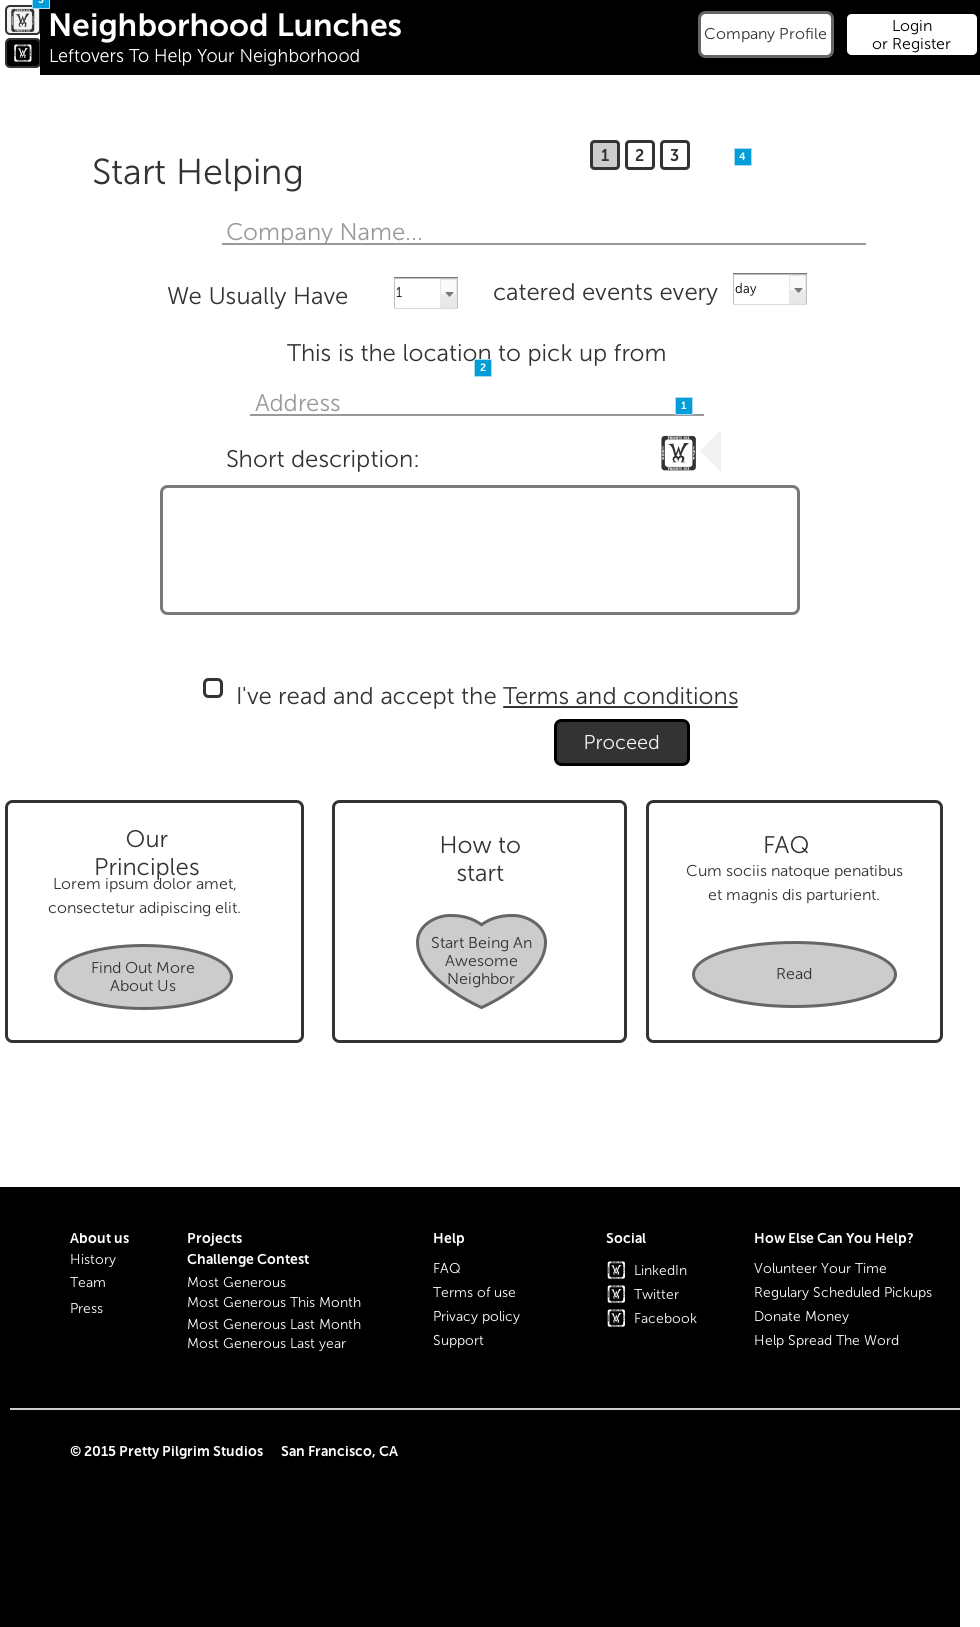 Neighborhood Lunches
Leftovers To Help Your Neighborhood
Company Profile
Login
or Register
Start Helping
1 2 3
4
Company Name...
We Usually Have 1 catered events every day
This is the location to pick up from
2
Address
1
Short description:
I've read and accept the Terms and conditions
Proceed
Our
Principles
Lorem ipsum dolor amet,
consectetur adipiscing elit.
Find Out More
About Us
How to
start
Start Being An
Awesome
Neighbor
FAQ
Cum sociis natoque penatibus
et magnis dis parturient.
Read
About us
History
Team
Press
Projects
Challenge Contest
Most Generous
Most Generous This Month
Most Generous Last Month
Most Generous Last year
Help
FAQ
Terms of use
Privacy policy
Support
Social
LinkedIn
Twitter
Facebook
How Else Can You Help?
Volunteer Your Time
Regulary Scheduled Pickups
Donate Money
Help Spread The Word
© 2015 Pretty Pilgrim Studios San Francisco, CA